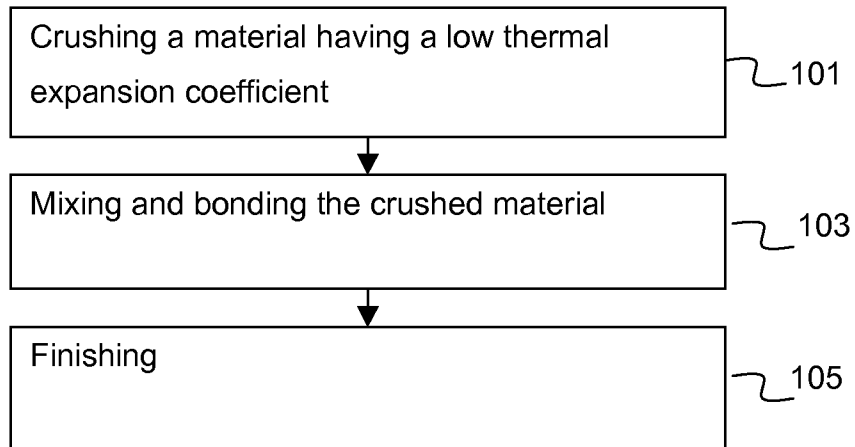 Crushing a material having a low thermal
expansion coefficient
101
Mixing and bonding the crushed material
103
Finishing
105